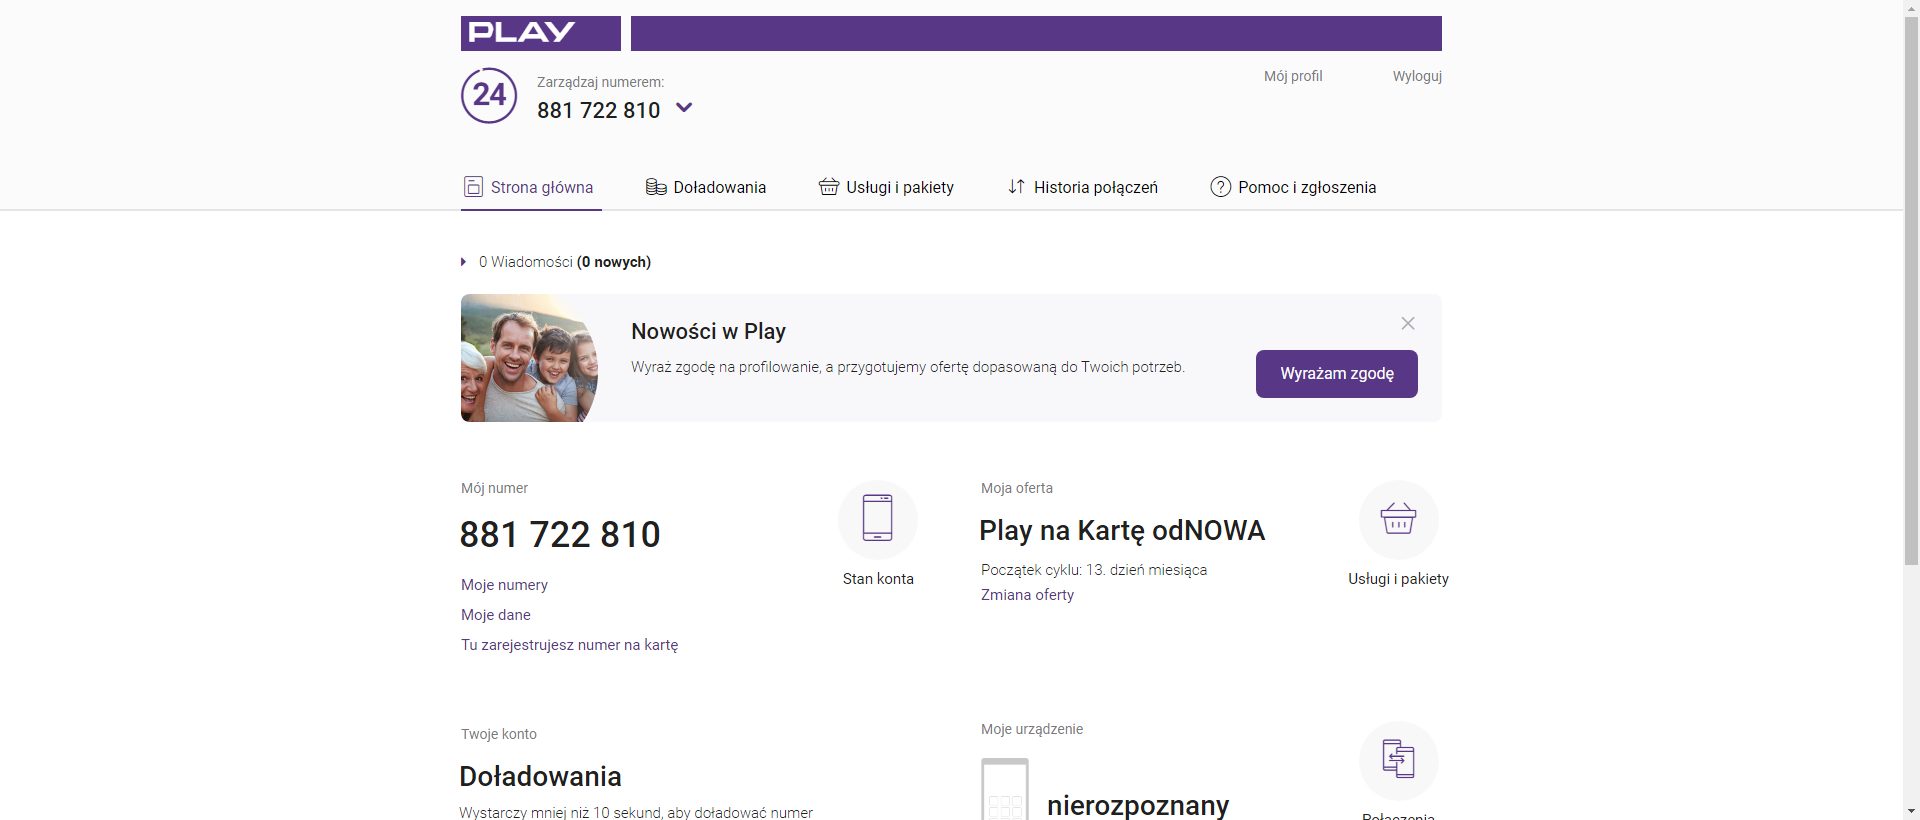 PLAY
24
Zarządzaj numerem:
881 722 810
Mój profil
Wyloguj
Strona główna
Doładowania
Usługi i pakiety
Historia połączeń
Pomoc i zgłoszenia
0 Wiadomości (0 nowych)
Nowości w Play
Wyraź zgodę na profilowanie, a przygotujemy ofertę dopasowaną do Twoich potrzeb.
Wyrażam zgodę
Mój numer
881 722 810
Moje numery
Moje dane
Tu zarejestrujesz numer na kartę
Stan konta
Moja oferta
Play na Kartę odNOWA
Początek cyklu: 13. dzień miesiąca
Zmiana oferty
Usługi i pakiety
Twoje konto
Doładowania
Wystarczy mniej niż 10 sekund, aby doładować numer
Moje urządzenie
nierozpoznany
Połączenia